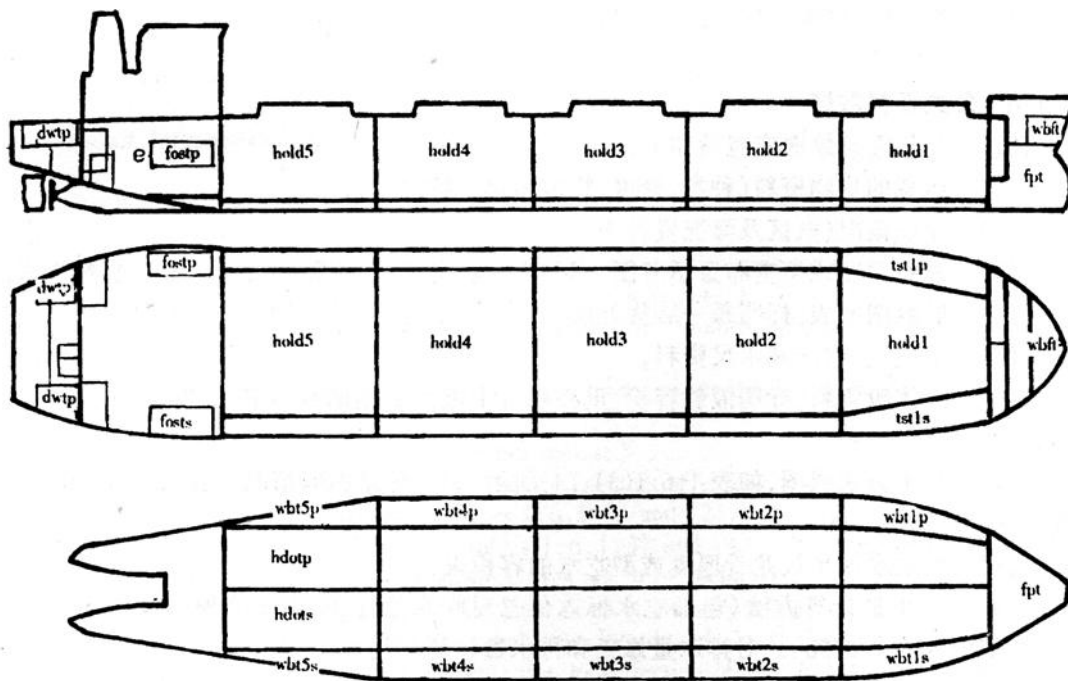 dwtp
e
fostp
hold5
hold4
hold3
hold2
hold1
wbft
fpt
fostp
tst1p
hold5
hold4
hold3
hold2
hold1
wbft
dwtp
fosts
tst1s
wbt5p
wbt4p
wbt3p
wbt2p
wbt1p
hdotp
hdots
fpt
wbt5s
wbt4s
wbt3s
wbt2s
wbt1s